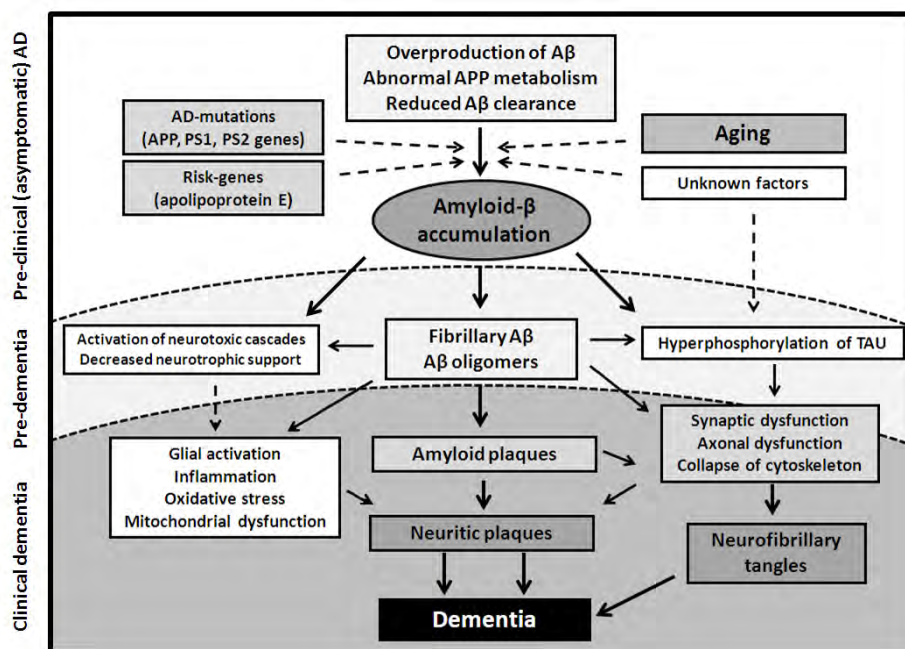 Pre-clinical (asymptomatic) AD
Overproduction of Aβ
Abnormal APP metabolism
Reduced Aβ clearance
AD-mutations
(APP, PS1, PS2 genes)
Risk-genes
(apolipoprotein E)
Aging
Unknown factors
Amyloid-β
accumulation
Pre-dementia
Activation of neurotoxic cascades
Decreased neurotrophic support
Fibrillary Aβ
Aβ oligomers
Hyperphosphorylation of TAU
Clinical dementia
Glial activation
Inflammation
Oxidative stress
Mitochondrial dysfunction
Amyloid plaques
Synaptic dysfunction
Axonal dysfunction
Collapse of cytoskeleton
Neuritic plaques
Neurofibrillary
tangles
Dementia